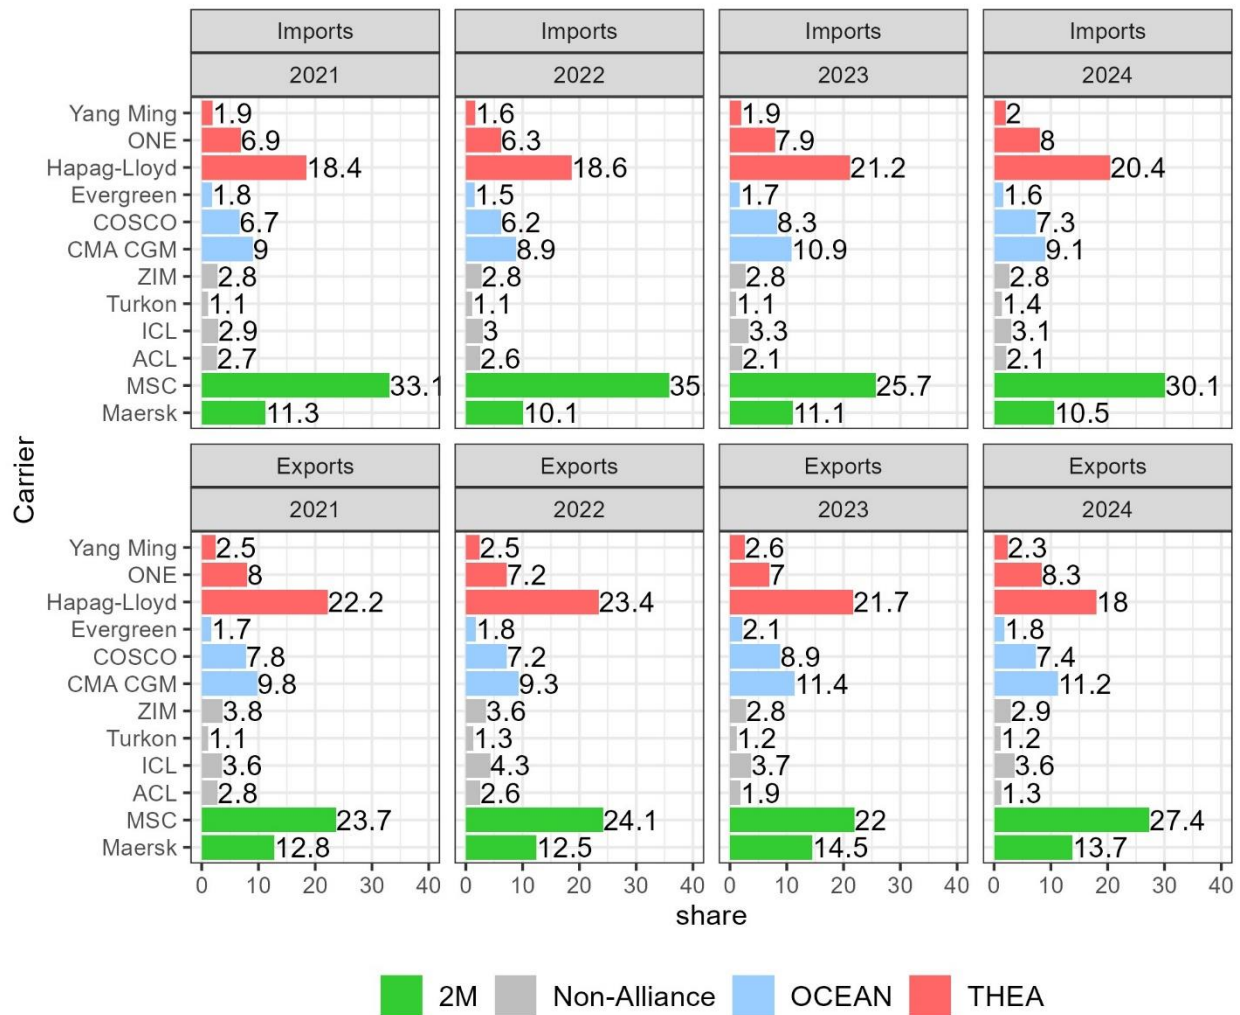 Imports Imports Imports Imports
2021 2022 2023 2024
Yang Ming 1.9 1.6 1.9 2
ONE 6.9 6.3 7.9 8
Hapag-Lloyd 18.4 18.6 21.2 20.4
Evergreen 1.8 1.5 1.7 1.6
COSCO 6.7 6.2 8.3 7.3
CMA CGM 9 8.9 10.9 9.1
ZIM 2.8 2.8 2.8 2.8
Turkon 1.1 1.1 1.1 1.4
ICL 2.9 3 3.3 3.1
ACL 2.7 2.6 2.1 2.1
MSC 33.1 35. 25.7 30.1
Maersk 11.3 10.1 11.1 10.5
Carrier
Exports Exports Exports Exports
2021 2022 2023 2024
Yang Ming 2.5 2.5 2.6 2.3
ONE 8 7.2 7 8.3
Hapag-Lloyd 22.2 23.4 21.7 18
Evergreen 1.7 1.8 2.1 1.8
COSCO 7.8 7.2 8.9 7.4
CMA CGM 9.8 9.3 11.4 11.2
ZIM 3.8 3.6 2.8 2.9
Turkon 1.1 1.3 1.2 1.2
ICL 3.6 4.3 3.7 3.6
ACL 2.8 2.6 1.9 1.3
MSC 23.7 24.1 22 27.4
Maersk 12.8 12.5 14.5 13.7
0 10 20 30 40 0 10 20 30 40 0 10 20 30 40 0 10 20 30 40
share
2M Non-Alliance OCEAN THEA